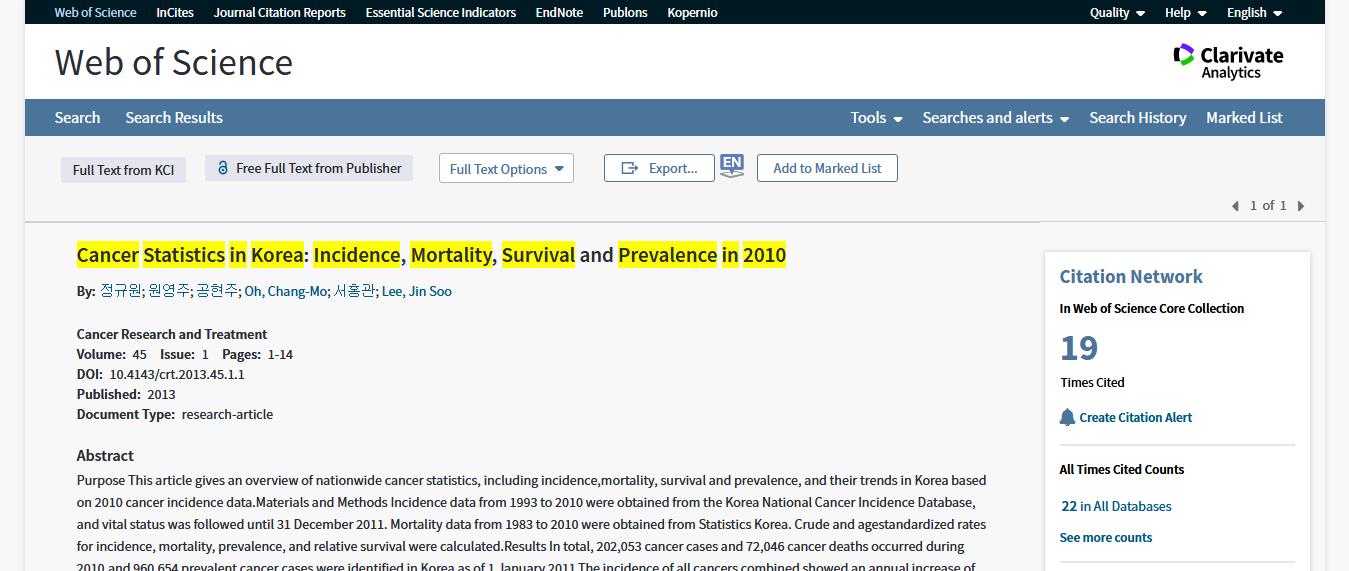 Web of Science InCites Journal Citation Reports Essential Science Indicators EndNote Publons Kopernio Quality Help English
Web of Science
Clarivate
Analytics
Search Search Results Tools Searches and alerts Search History Marked List
Full Text from KCI Free Full Text from Publisher Full Text Options Export... EN Add to Marked List
1 of 1
Cancer Statistics in Korea: Incidence, Mortality, Survival and Prevalence in 2010
By: 정규원; 원영주; 공현주; Oh, Chang-Mo; 서홍관; Lee, Jin Soo
Cancer Research and Treatment
Volume: 45 Issue: 1 Pages: 1-14
DOI: 10.4143/crt.2013.45.1.1
Published: 2013
Document Type: research-article
Abstract
Purpose This article gives an overview of nationwide cancer statistics, including incidence,mortality, survival and prevalence, and their trends in Korea based
on 2010 cancer incidence data.Materials and Methods Incidence data from 1993 to 2010 were obtained from the Korea National Cancer Incidence Database,
and vital status was followed until 31 December 2011. Mortality data from 1983 to 2010 were obtained from Statistics Korea. Crude and agestandardized rates
for incidence, mortality, prevalence, and relative survival were calculated.Results In total, 202,053 cancer cases and 72,046 cancer deaths occurred during
2010 and 960,654 prevalent cancer cases were identified in Korea as of 1 January 2011.The incidence of all cancers combined showed an annual increase of
Citation Network
In Web of Science Core Collection
19
Times Cited
Create Citation Alert
All Times Cited Counts
22 in All Databases
See more counts